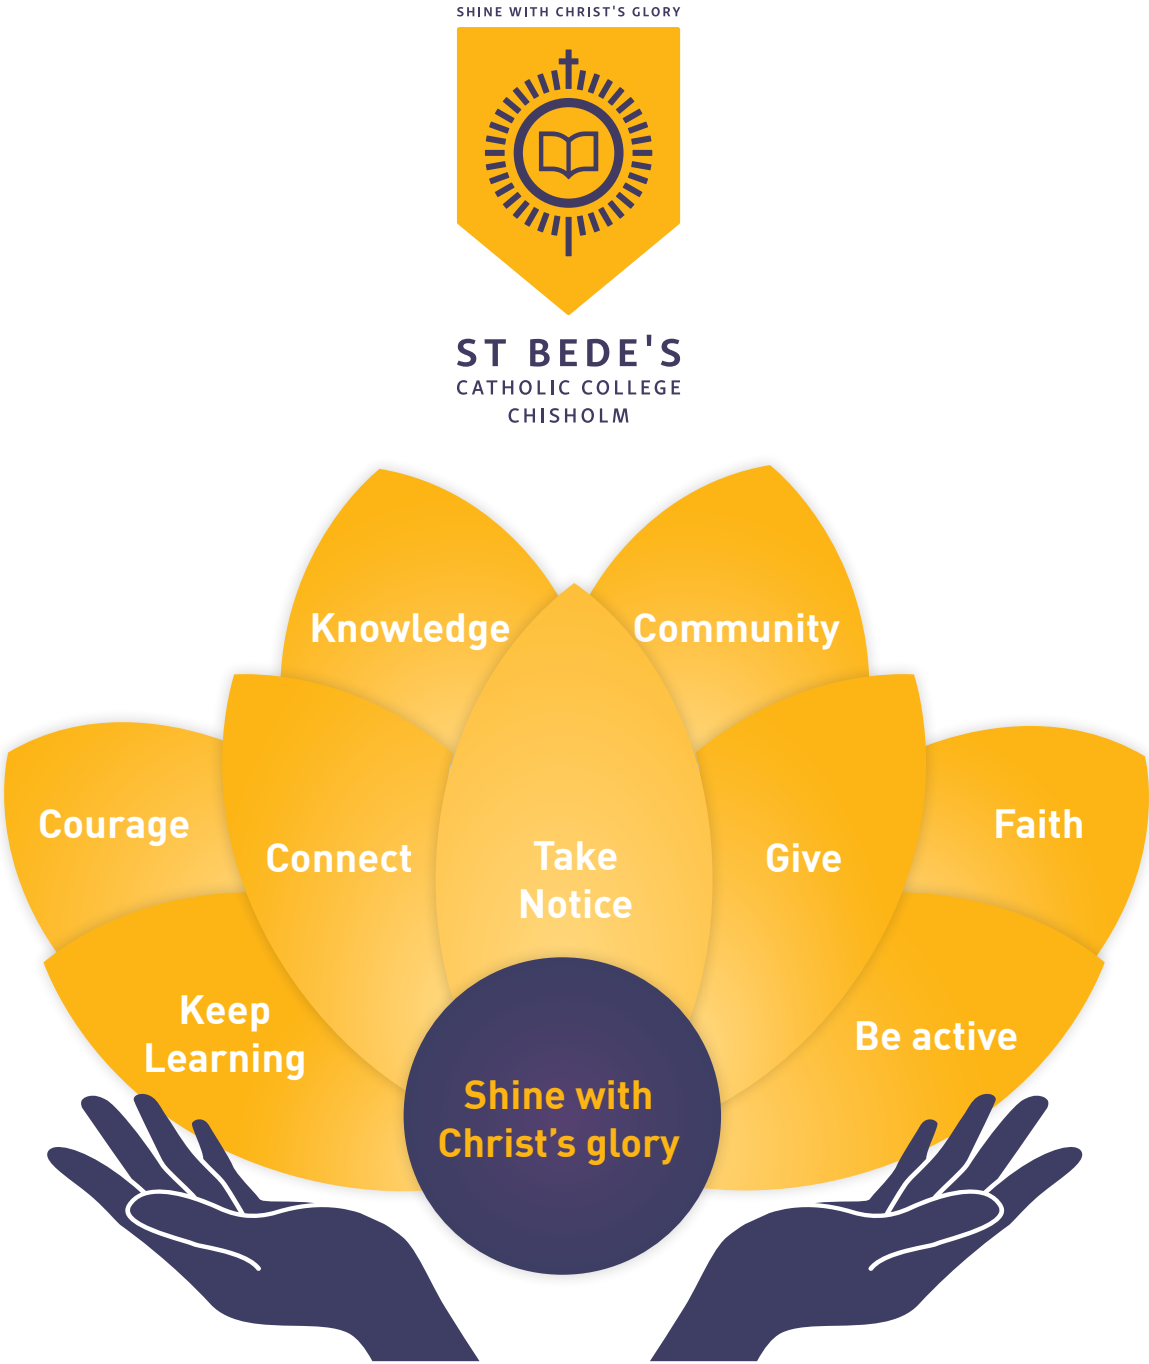 SHINE WITH CHRIST'S GLORY
ST BEDE'S
CATHOLIC COLLEGE
CHISHOLM
Knowledge
Community
Courage
Connect
Take
Notice
Give
Faith
Keep
Learning
Be active
Shine with
Christ’s glory